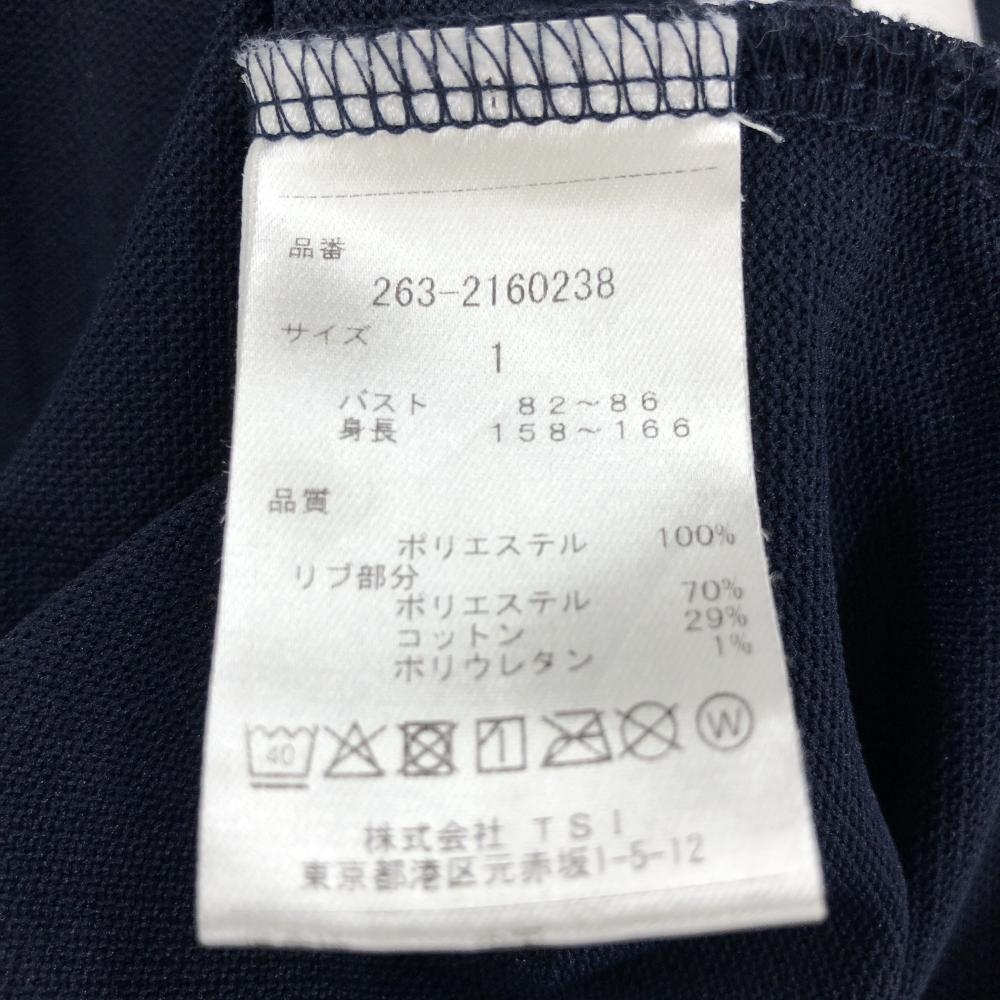 品番
263-2160238
サイズ
1
バスト 82~86
身長 158~166
品質
ポリエステル 100%
リブ部分
ポリエステル 70%
コットン 29%
ポリウレタン 1%
40
W
株式会社 TSI
東京都港区元赤坂1-5-12